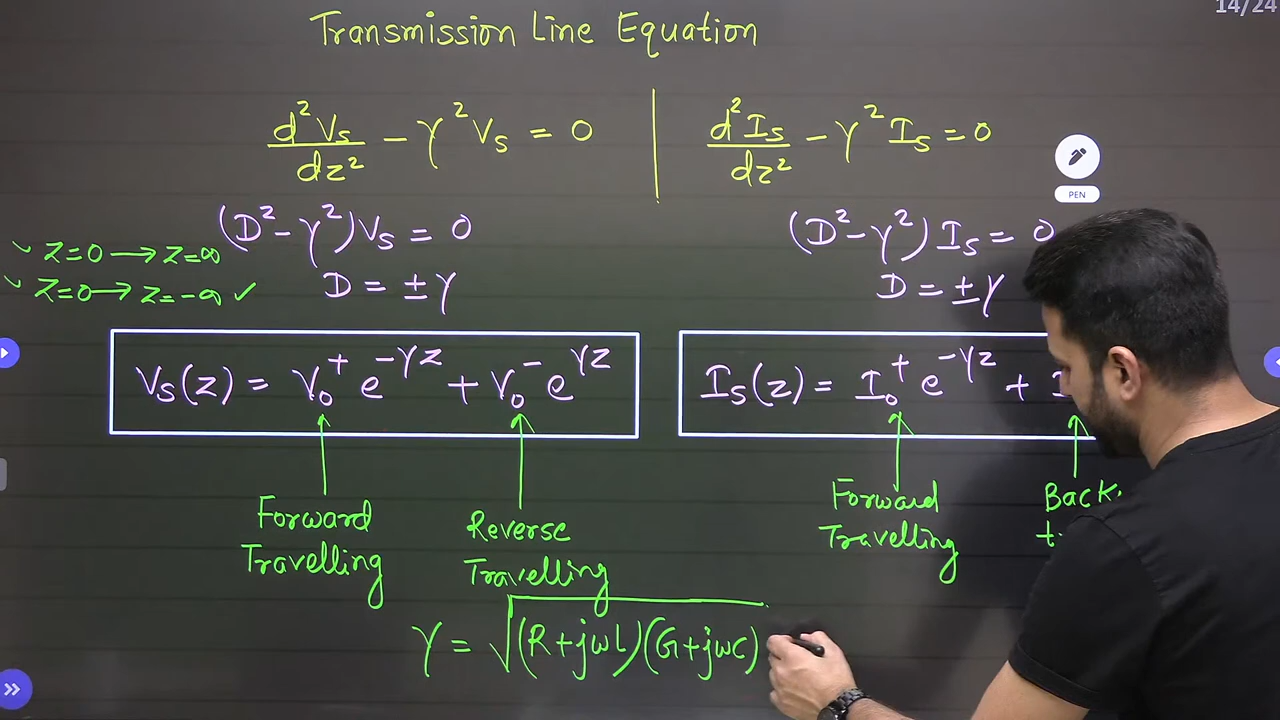 14/24
Transmission Line Equation
d²Vs/dz² - γ²Vs = 0 | d²Is/dz² - γ²Is = 0
PEN
(D² - γ²)Vs = 0
(D² - γ²)Is = 0
z=0 → z=∞
D = ±γ
D = ±γ
z=0 → z=-∞ ✓
Vs(z) = V₀⁺ e^(-γz) + V₀⁻ e^(γz)
Is(z) = I₀⁺ e^(-γz) + I
Forward Travelling
Reverse Travelling
Forward Travelling
Back.
t.
γ = √((R+jωL)(G+jωC))